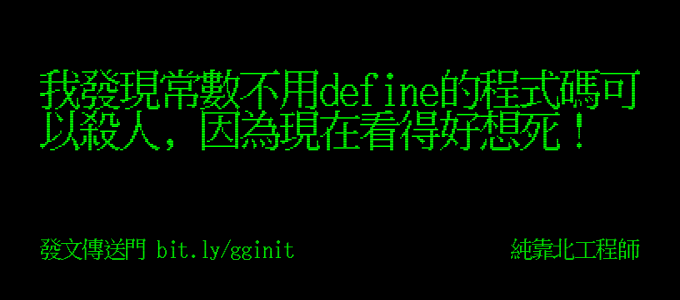 我發現常數不用define的程式碼可
以殺人，因為現在看得好想死！
發文傳送門 bit.ly/gginit
純靠北工程師